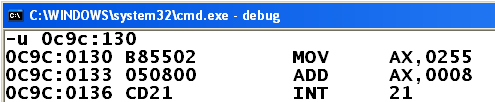 C:\WINDOWS\system32\cmd.exe - debug
-u 0c9c:130
0C9C:0130 B85502 MOV AX,0255
0C9C:0133 050800 ADD AX,0008
0C9C:0136 CD21 INT 21